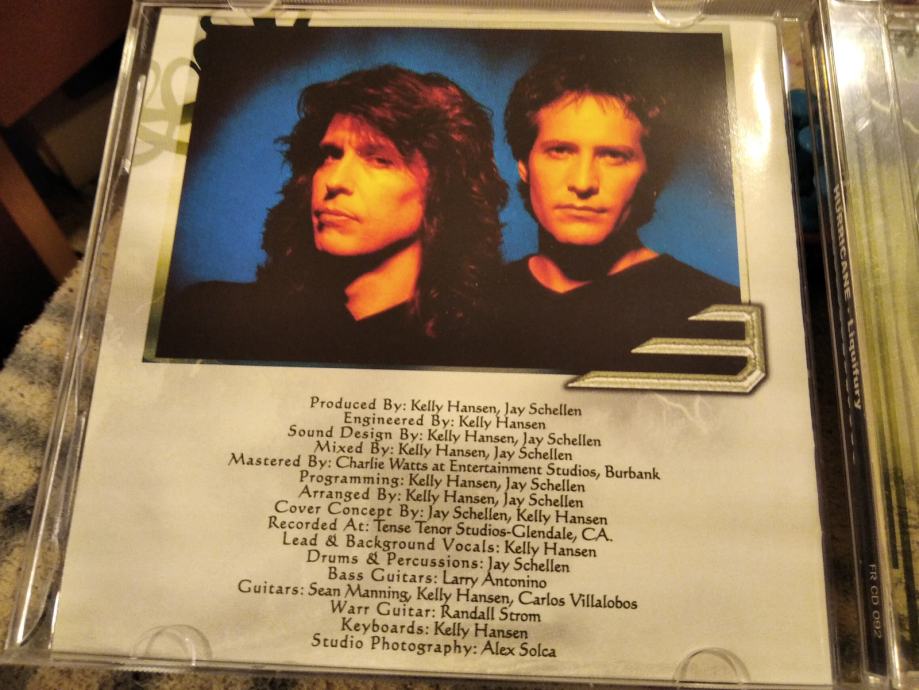 Produced By: Kelly Hansen, Jay Schellen
Engineered By: Kelly Hansen
Sound Design By: Kelly Hansen, Jay Schellen
Mixed By: Kelly Hansen, Jay Schellen
Mastered By: Charlie Watts at Entertainment Studios, Burbank
Programming: Kelly Hansen, Jay Schellen
Arranged By: Kelly Hansen, Jay Schellen
Cover Concept By: Jay Schellen, Kelly Hansen
Recorded At: Tense Tenor Studios-Glendale, CA.
Lead & Background Vocals: Kelly Hansen
Drums & Percussions: Jay Schellen
Bass Guitars: Larry Antonino
Guitars: Sean Manning, Kelly Hansen, Carlos Villalobos
Warr Guitar: Randall Strom
Keyboards: Kelly Hansen
Studio Photography: Alex Solca
HURRICANE - Liquifury
FR CD 092